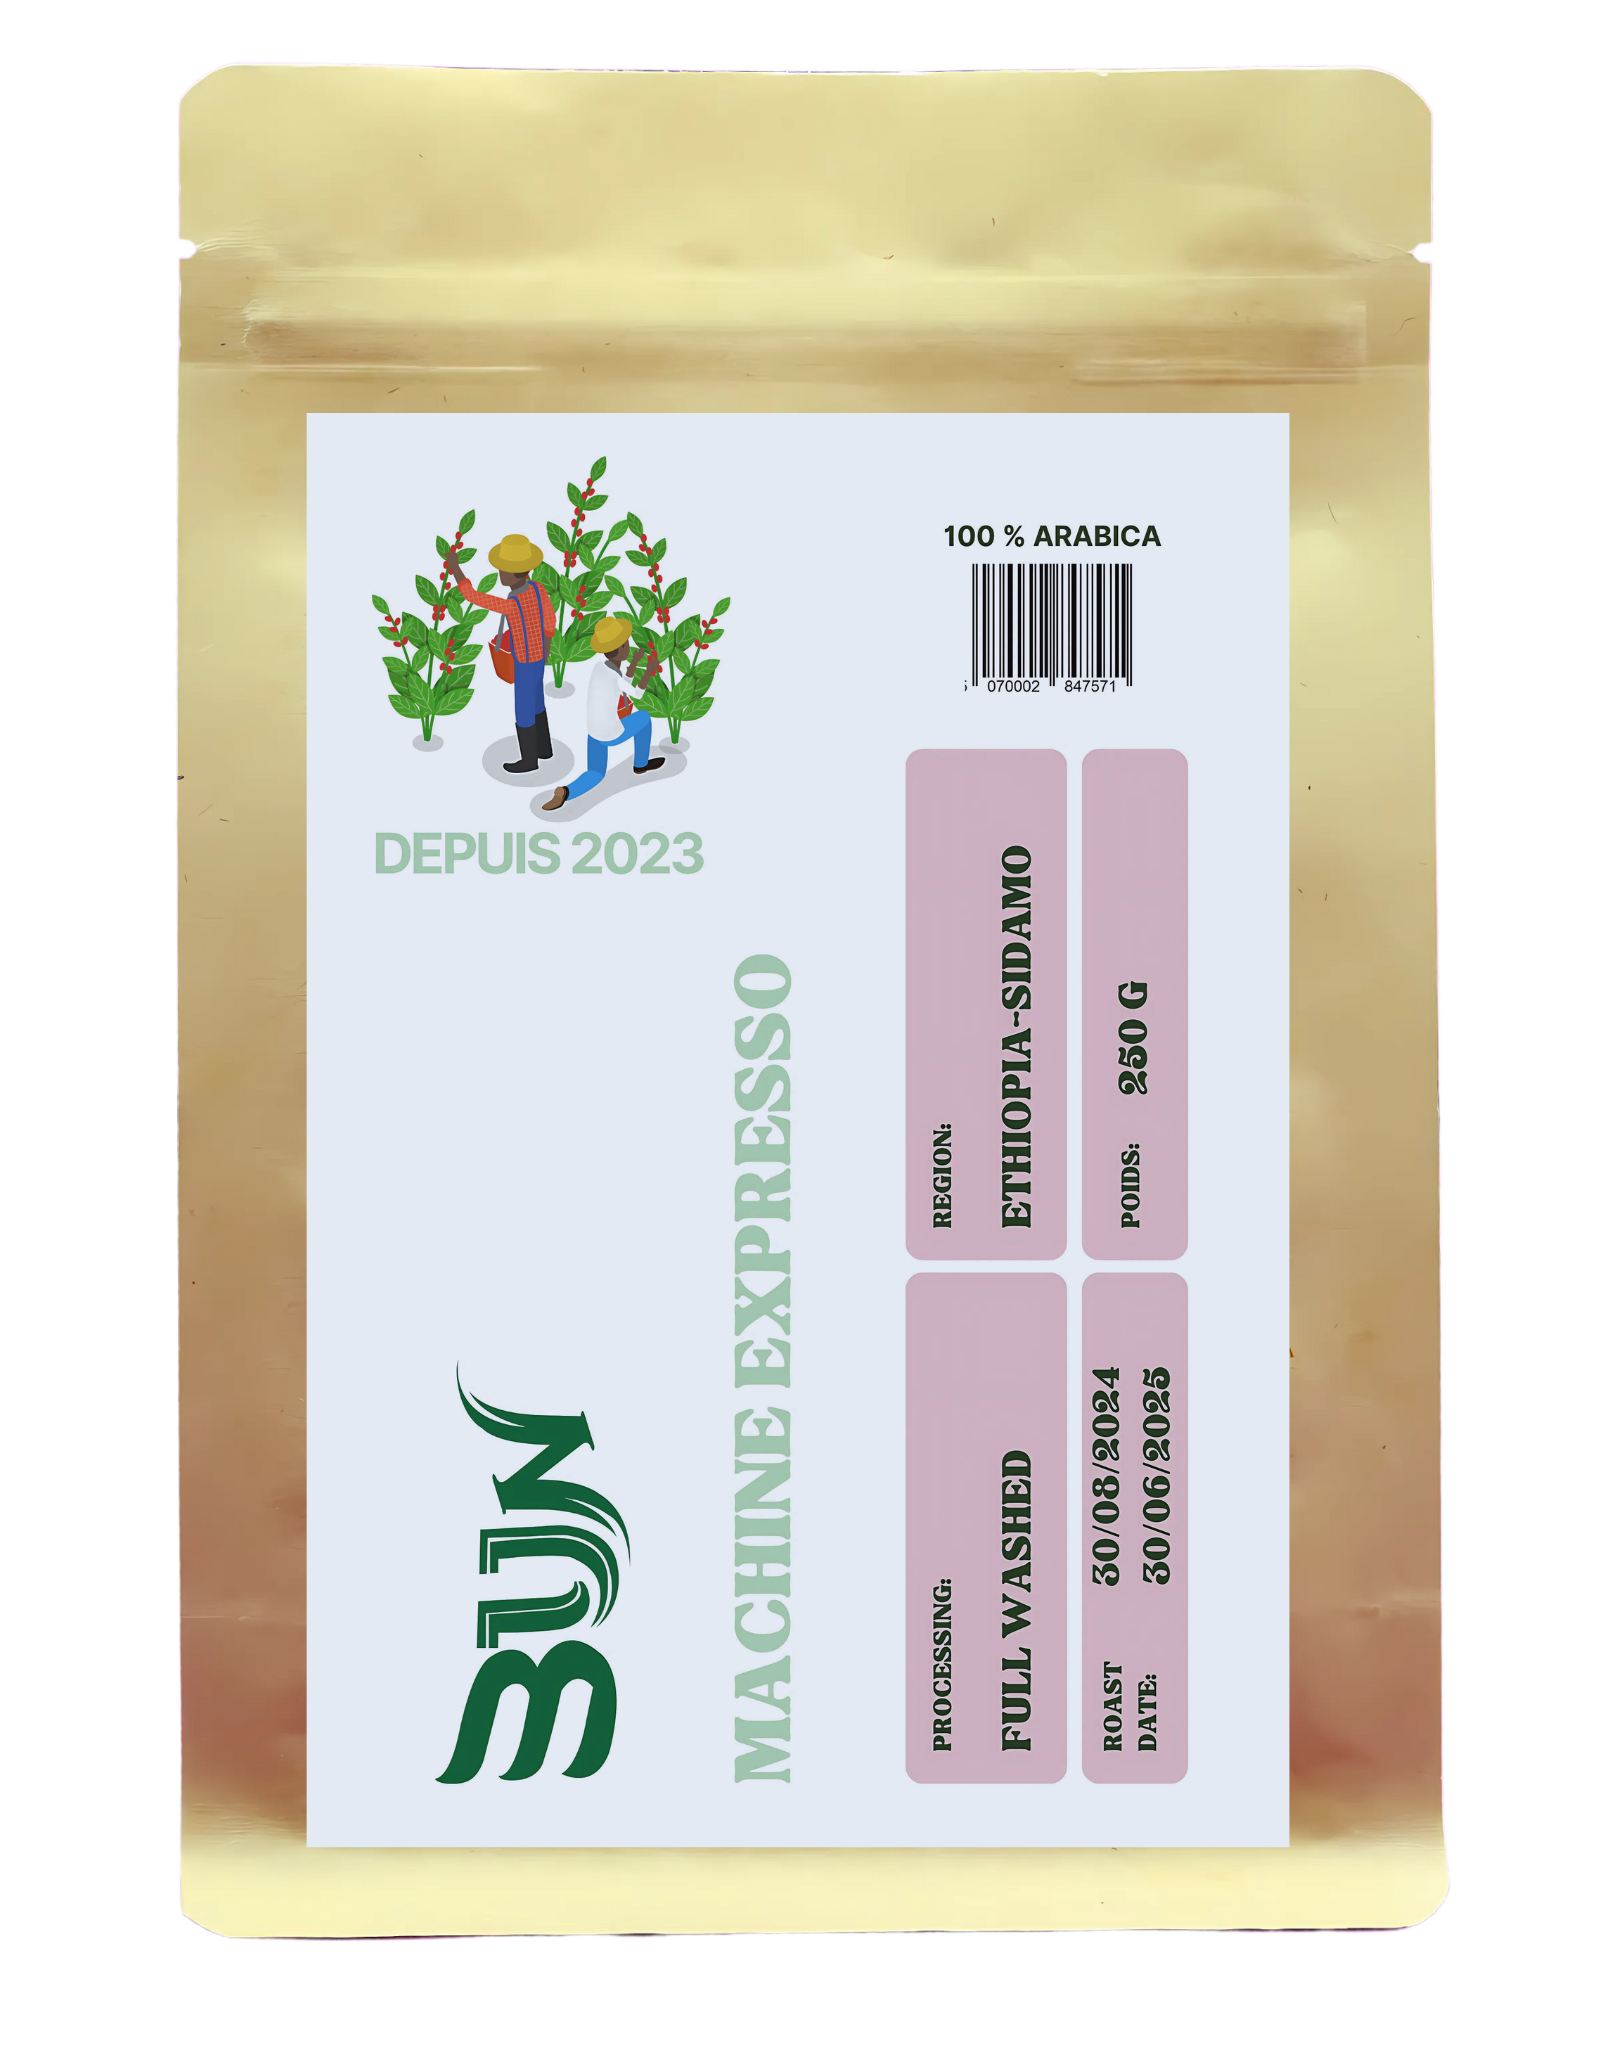 100 % ARABICA
070002 847571
DEPUIS 2023
BUN
MACHINE EXPRESSO
REGION:
ETHIOPIA-SIDAMO
POIDS: 250 G
PROCESSING:
FULL WASHED
ROAST DATE:
30/08/2024
30/06/2025